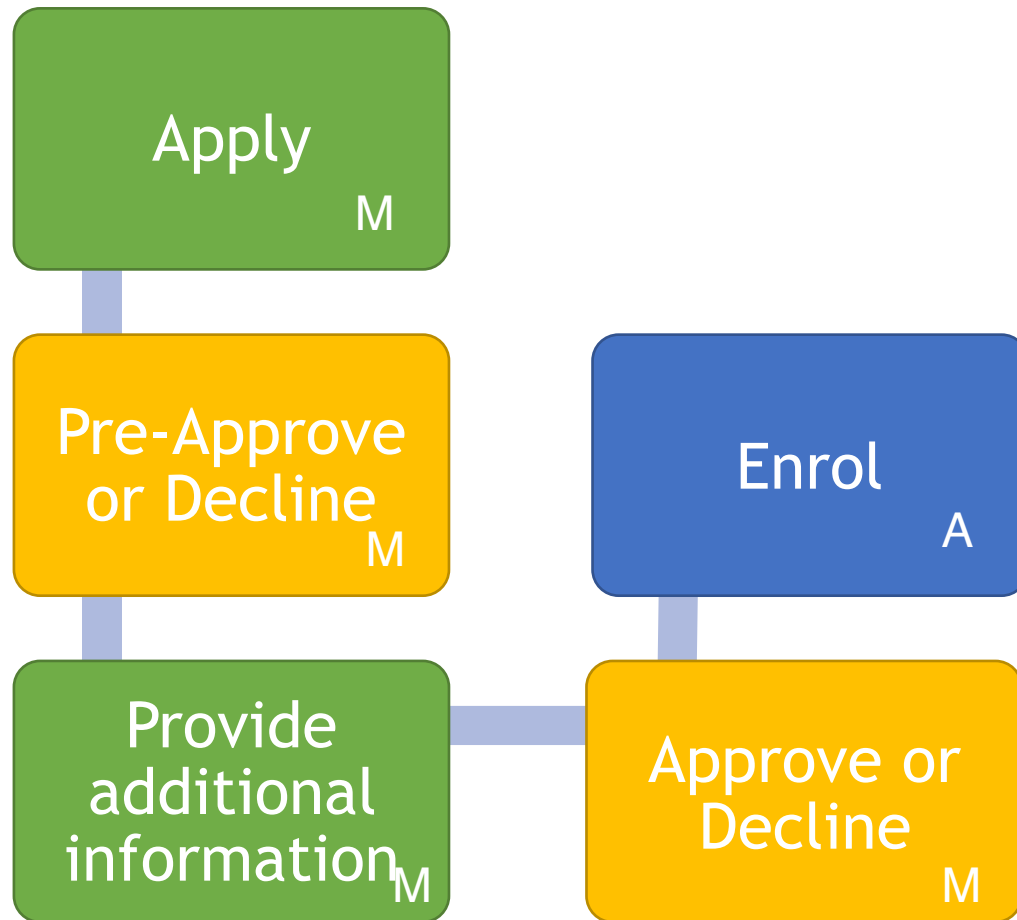 Apply
M
Pre-Approve
or Decline
M
Provide
additional
information
M
Approve or
Decline
M
Enrol
A